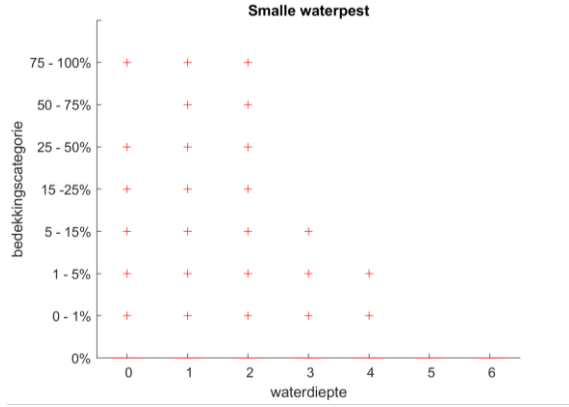 Smalle waterpest
75 - 100%
50 - 75%
25 - 50%
15 -25%
5 - 15%
1 - 5%
0 - 1%
0%
bedekkingscategorie
0 1 2 3 4 5 6
waterdiepte